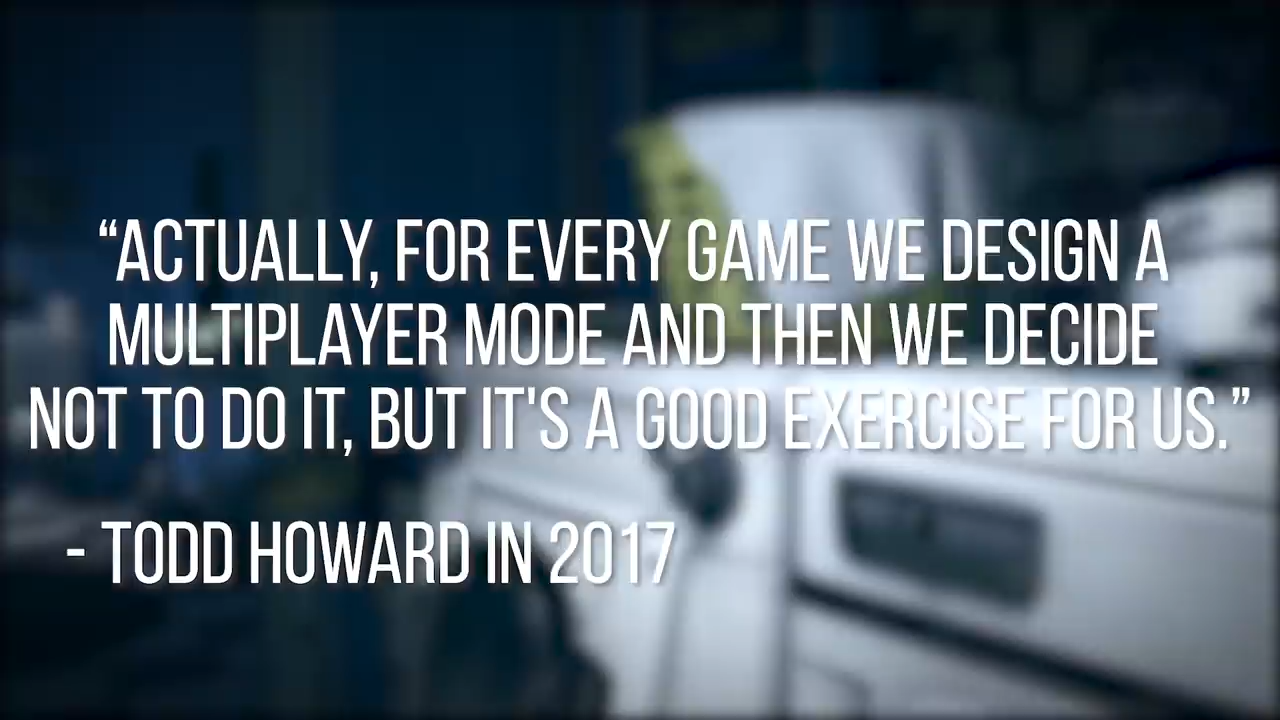 “ACTUALLY, FOR EVERY GAME WE DESIGN A
MULTIPLAYER MODE AND THEN WE DECIDE
NOT TO DO IT, BUT IT'S A GOOD EXERCISE FOR US.”
- TODD HOWARD IN 2017